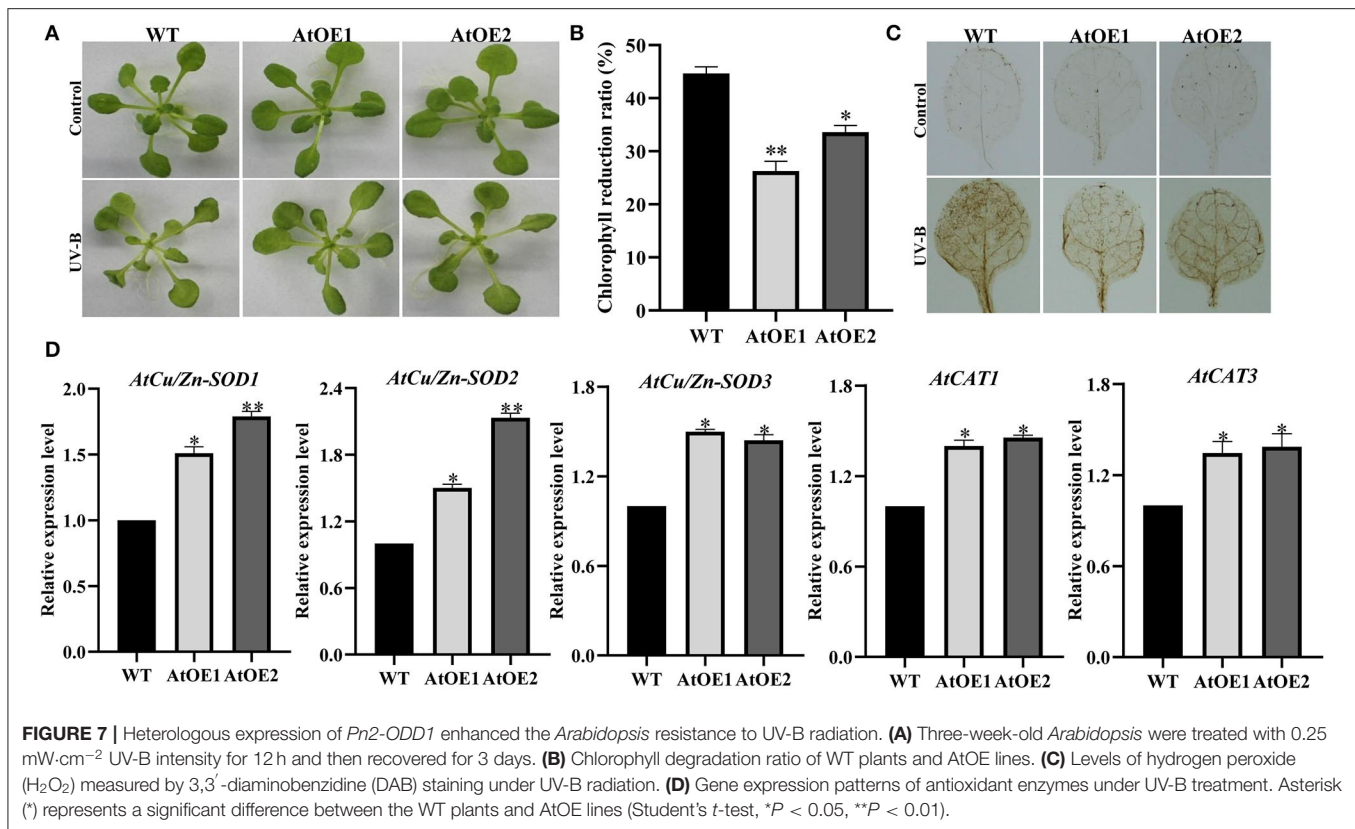 A
WT
AtOE1
AtOE2
Control
UV-B
B
Chlorophyll reduction ratio (%)
50
40
30
20
10
0
**
*
WT
AtOE1
AtOE2
C
WT
AtOE1
AtOE2
Control
UV-B
D
AtCu/Zn-SOD1
Relative expression level
2.0
1.5
1.0
0.5
0.0
*
**
WT
AtOE1
AtOE2
AtCu/Zn-SOD2
Relative expression level
2.4
1.8
1.2
0.6
0.0
*
**
WT
AtOE1
AtOE2
AtCu/Zn-SOD3
Relative expression level
1.8
1.2
0.6
0.0
*
*
WT
AtOE1
AtOE2
AtCAT1
Relative expression level
1.8
1.4
0.6
0.0
*
*
WT
AtOE1
AtOE2
AtCAT3
Relative expression level
1.8
1.2
0.6
0.0
*
*
WT
AtOE1
AtOE2
FIGURE 7 | Heterologous expression of Pn2-ODD1 enhanced the Arabidopsis resistance to UV-B radiation. (A) Three-week-old Arabidopsis were treated with 0.25
mW·cm⁻² UV-B intensity for 12 h and then recovered for 3 days. (B) Chlorophyll degradation ratio of WT plants and AtOE lines. (C) Levels of hydrogen peroxide
(H₂O₂) measured by 3,3′-diaminobenzidine (DAB) staining under UV-B radiation. (D) Gene expression patterns of antioxidant enzymes under UV-B treatment. Asterisk
(*) represents a significant difference between the WT plants and AtOE lines (Student's t-test, *P < 0.05, **P < 0.01).